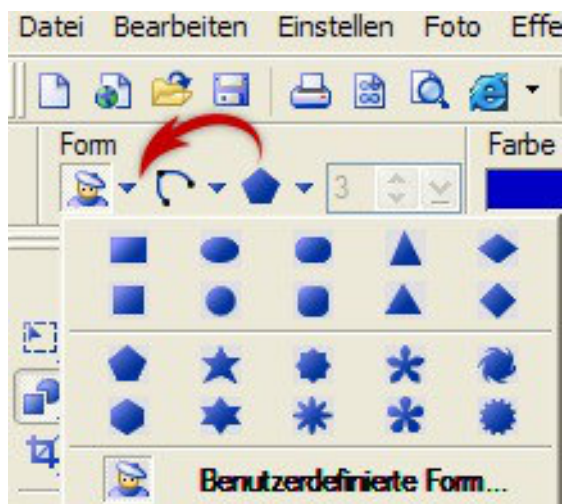 Datei Bearbeiten Einstellen Foto Effe
Form Farbe
3
Benutzerdefinierte Form...